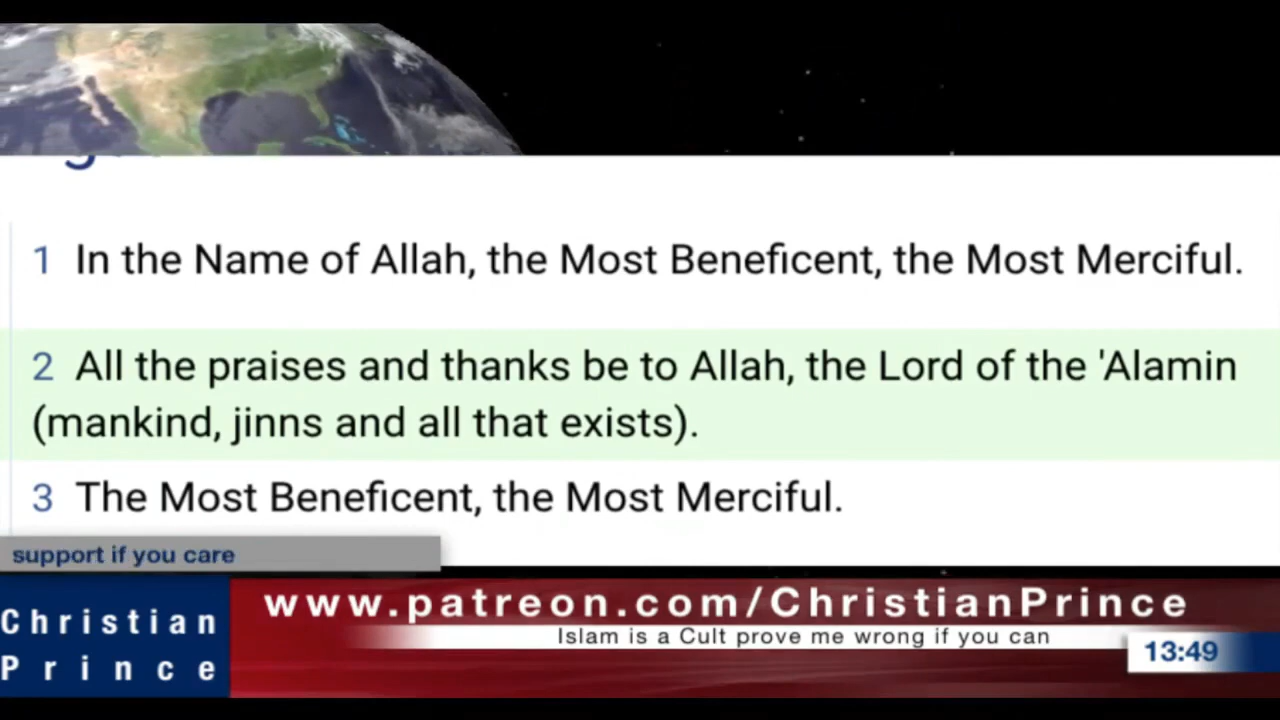 1 In the Name of Allah, the Most Beneficent, the Most Merciful.
2 All the praises and thanks be to Allah, the Lord of the 'Alamin
(mankind, jinns and all that exists).
3 The Most Beneficent, the Most Merciful.
support if you care
Christian
Prince
www.patreon.com/ChristianPrince
Islam is a Cult prove me wrong if you can
13:49